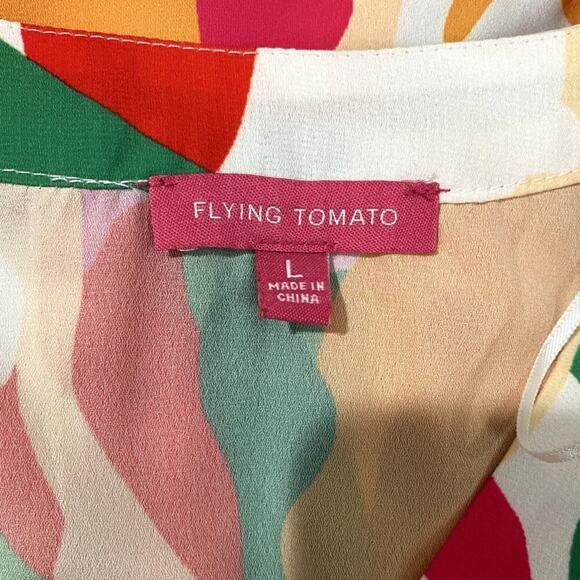 FLYING TOMATO
L
MADE IN
CHINA